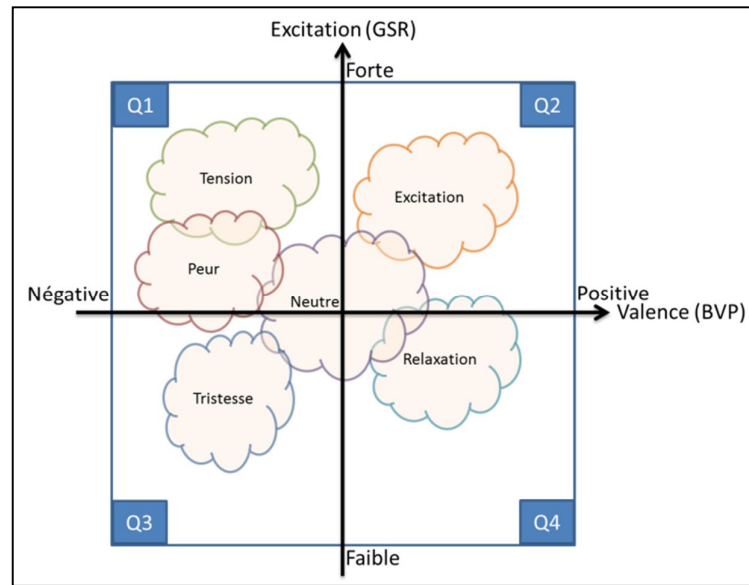 Excitation (GSR)
Forte
Q1
Q2
Tension
Excitation
Peur
Négative
Neutre
Positive
Valence (BVP)
Relaxation
Tristesse
Q3
Q4
Faible